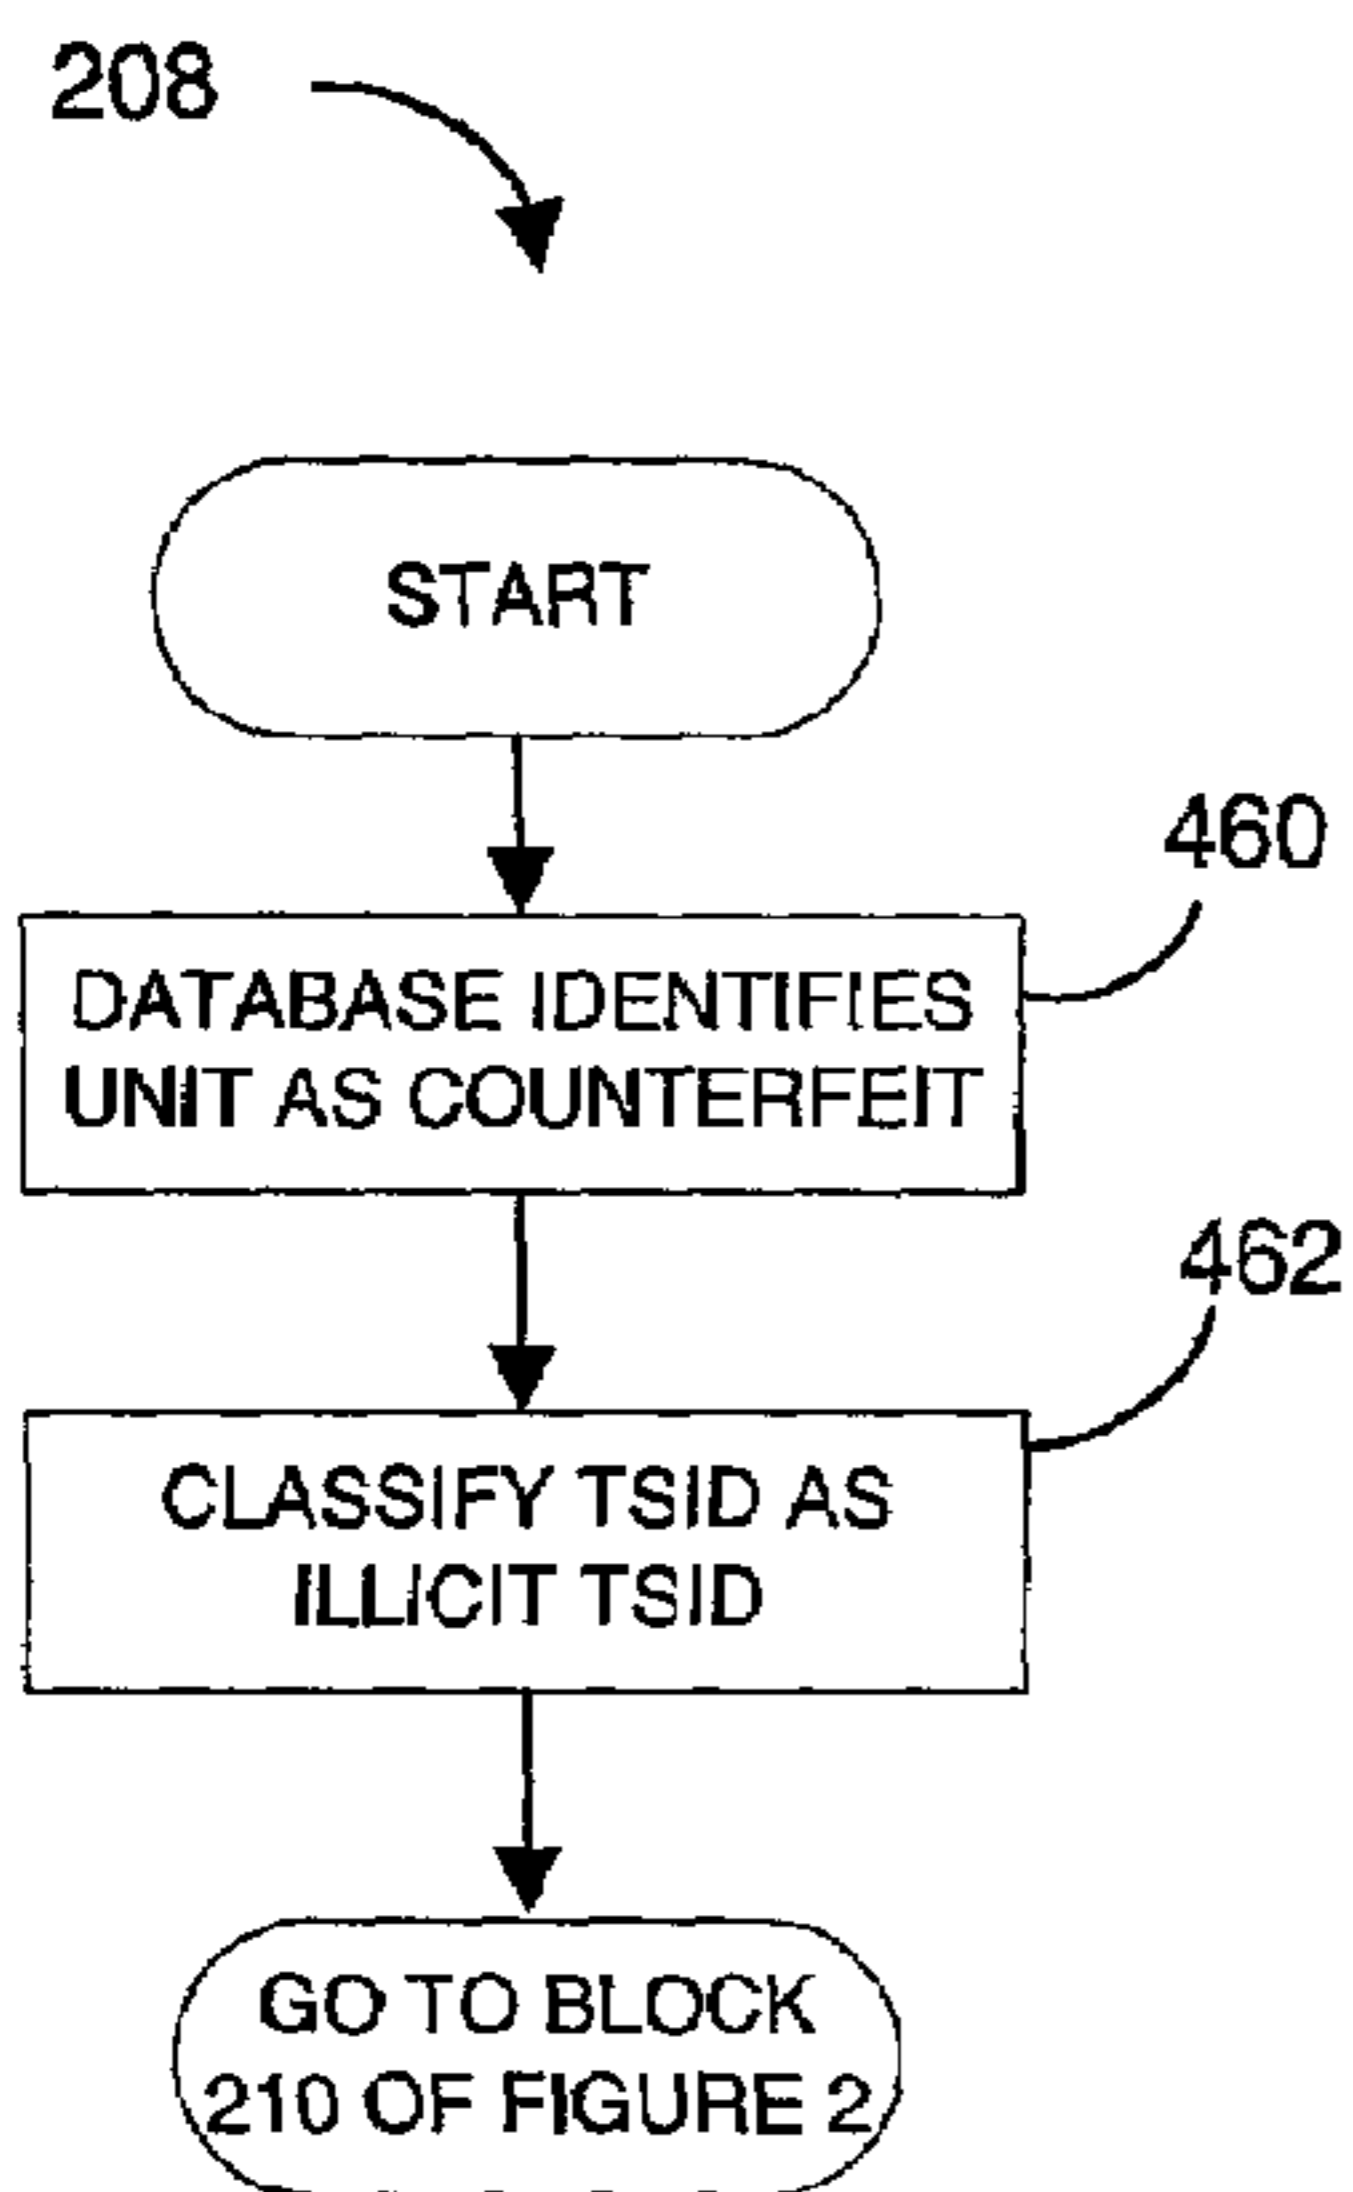 208
START
460
DATABASE IDENTIFIES
UNIT AS COUNTERFEIT
462
CLASSIFY TSID AS
ILLICIT TSID
GO TO BLOCK
210 OF FIGURE 2